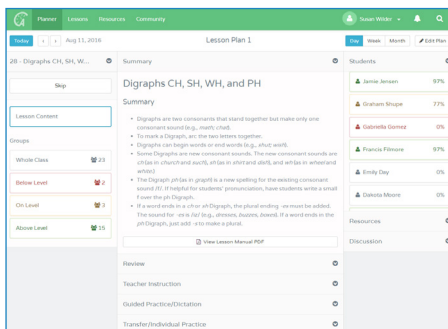 G Planner Lessons Resources Community Susan Wilder
Today Aug 11, 2016 Lesson Plan 1 Day Week Month Edit Plan
28 - Digraphs CH, SH, W...
Skip
Lesson Content
Groups
Whole Class 23
Below Level 2
On Level 3
Above Level 15
Summary
Digraphs CH, SH, WH, and PH
Summary
• Digraphs are two consonants that stand together but make only one
consonant sound (e.g., math; chat).
• To mark a Digraph, arc the two letters together.
• Digraphs can begin words or end words (e.g., shut; wish).
• Some Digraphs are new consonant sounds. The new consonant sounds are
ch (as in church and each), sh (as in shirt and dish), and wh (as in wheel and
white.)
• The Digraph ph (as in graph) is a new spelling for the existing consonant
sound /f/. If helpful for students' pronunciation, have students write a small
f over the ph Digraph.
• If a word ends in a ch or sh Digraph, the plural ending -es must be added.
The sound for -es is (e.g., dresses, buzzes, boxes). If a word ends in the
ph Digraph, just add -s to make a plural.
View Lesson Manual PDF
Review
Teacher Instruction
Guided Practice/Dictation
Transfer/Individual Practice
Students
Jamie Jensen 97%
Graham Shupe 77%
Gabriella Gomez 0%
Francis Filmore 97%
Emily Day 0%
Dakota Moore 0%
Resources
Discussion